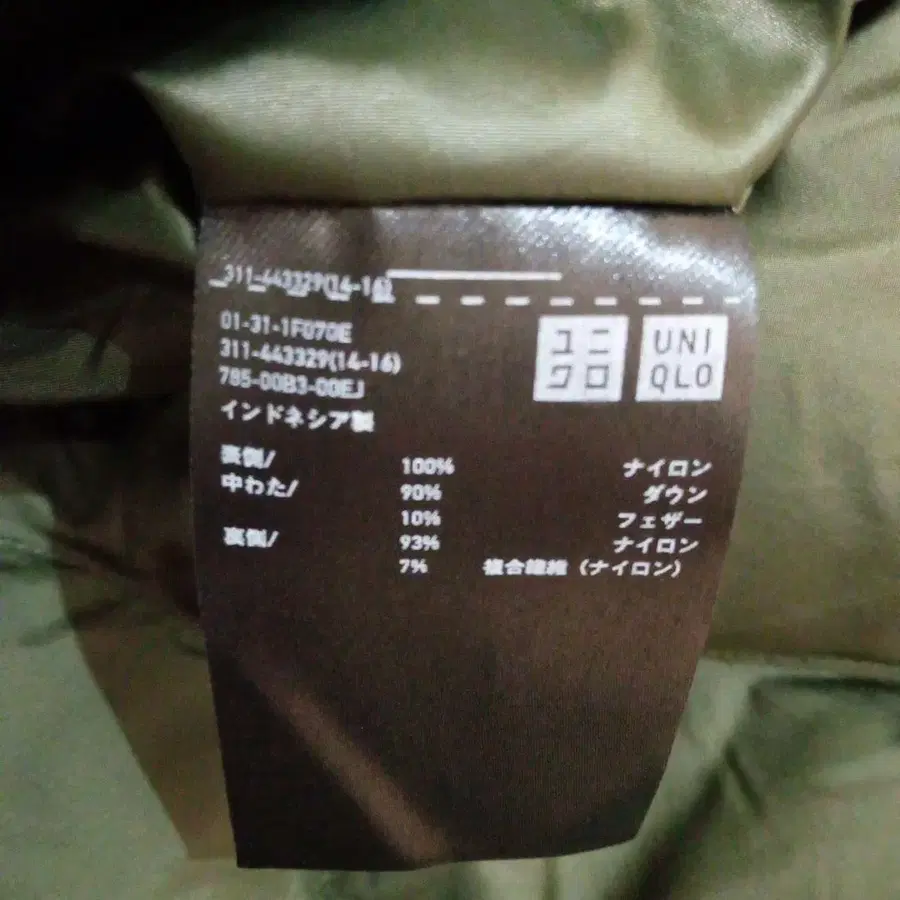 311-443329(14-16)
01-31-1F070E
311-443329(14-16)
785-00B3-00EJ
インドネシア製
ユニ
クロ
UNI
QLO
表側/ 100% ナイロン
中わた/ 90% ダウン
10% フェザー
裏側/ 93% ナイロン
7% 複合繊維（ナイロン）